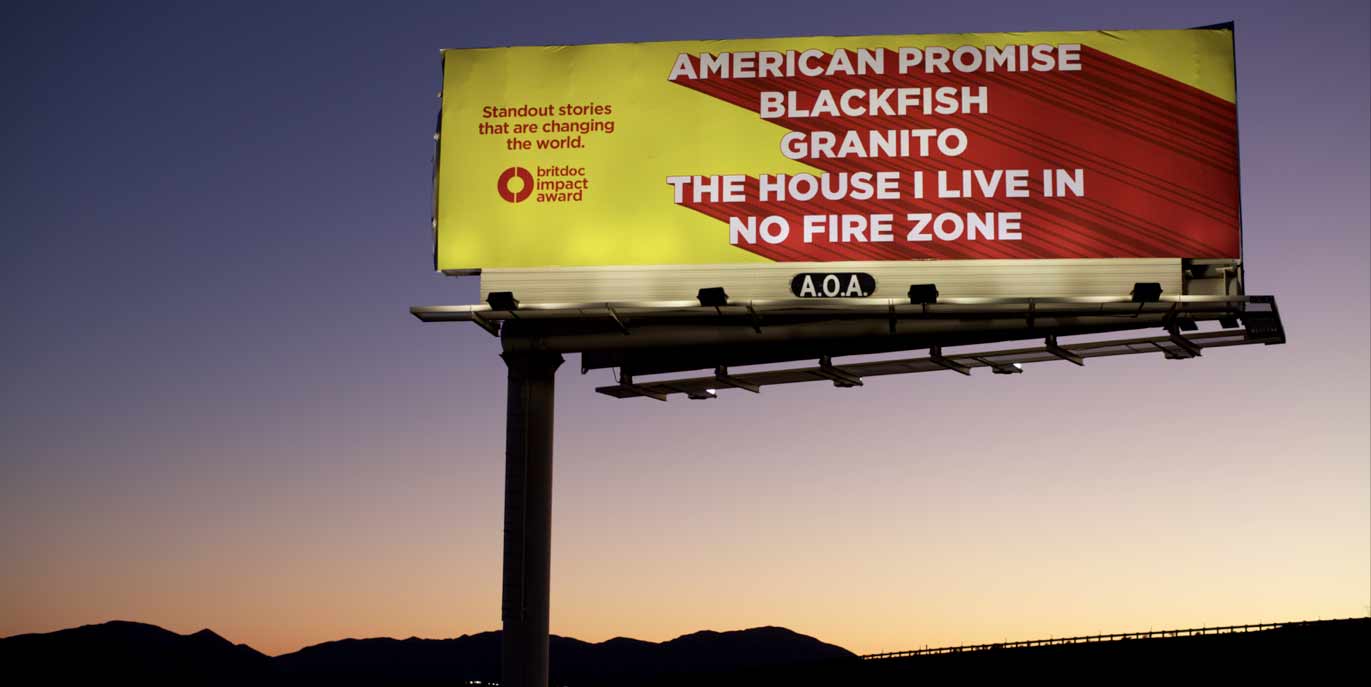 Standout stories
that are changing
the world.
britdoc
impact
award
AMERICAN PROMISE
BLACKFISH
GRANITO
THE HOUSE I LIVE IN
NO FIRE ZONE
A.O.A.